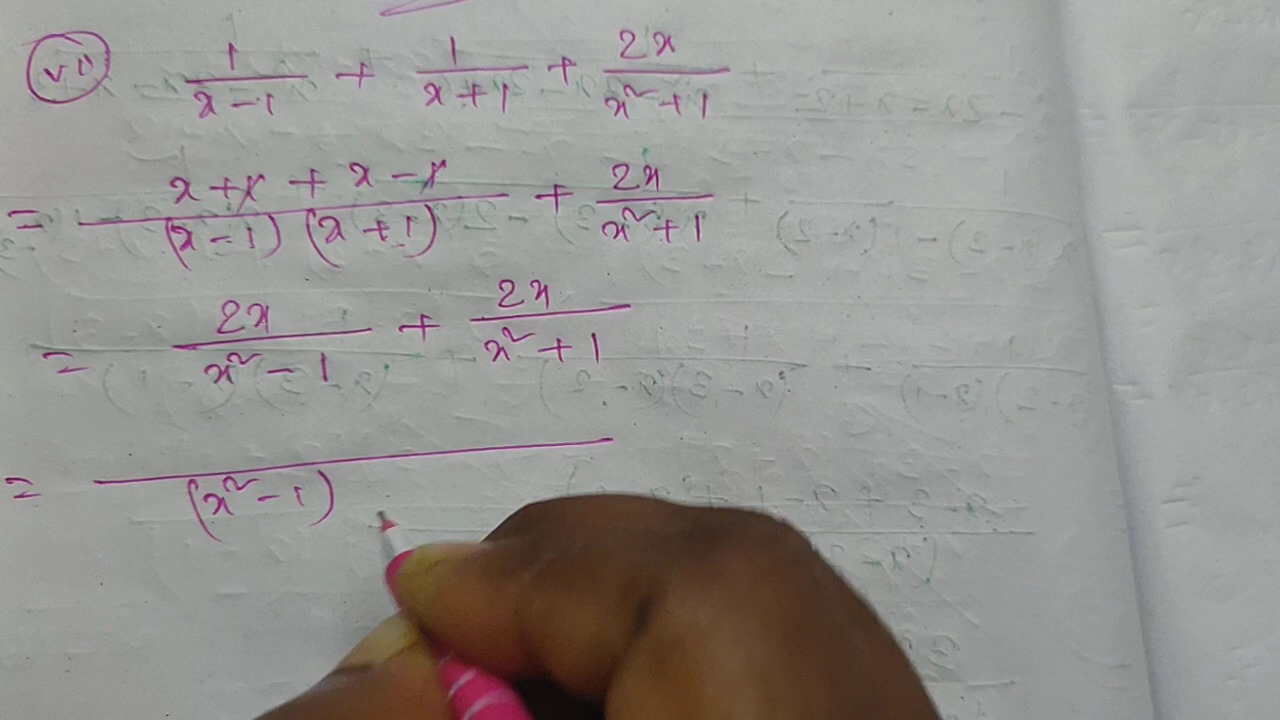 vi) 1/(x-1) + 1/(x+1) + 2x/(x²+1)
= (x+1+x-1)/((x-1)(x+1)) + 2x/(x²+1)
= 2x/(x²-1) + 2x/(x²+1)
= /(x²-1)